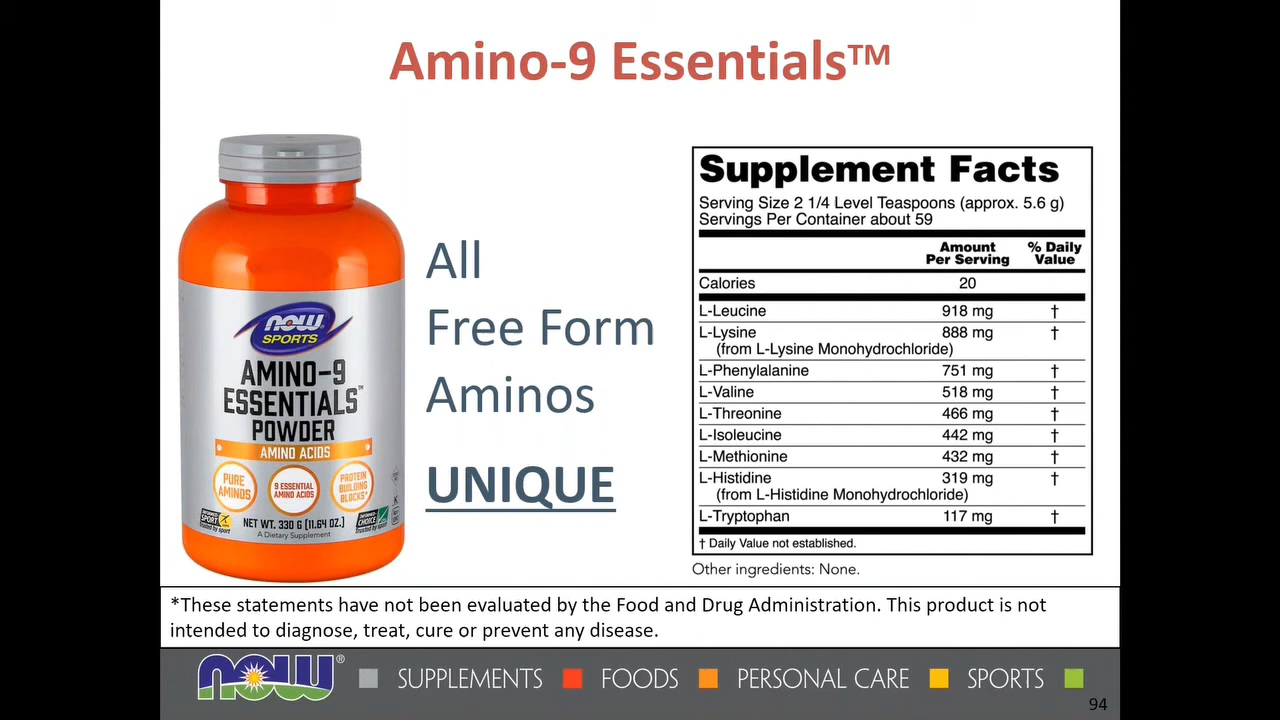 Amino-9 Essentials™
NOW
SPORTS
AMINO-9
ESSENTIALS™
POWDER
AMINO ACIDS
PURE
AMINOS
9 ESSENTIAL
AMINO ACIDS
PROTEIN
BUILDING
BLOCKS*
NET WT. 330 G (11.64 OZ.)
A Dietary Supplement
All
Free Form
Aminos
UNIQUE
Supplement Facts
Serving Size 2 1/4 Level Teaspoons (approx. 5.6 g)
Servings Per Container about 59
Amount Per Serving % Daily Value
Calories 20
L-Leucine 918 mg †
L-Lysine 888 mg †
(from L-Lysine Monohydrochloride)
L-Phenylalanine 751 mg †
L-Valine 518 mg †
L-Threonine 466 mg †
L-Isoleucine 442 mg †
L-Methionine 432 mg †
L-Histidine 319 mg †
(from L-Histidine Monohydrochloride)
L-Tryptophan 117 mg †
† Daily Value not established.
Other ingredients: None.
*These statements have not been evaluated by the Food and Drug Administration. This product is not
intended to diagnose, treat, cure or prevent any disease.
NOW® SUPPLEMENTS FOODS PERSONAL CARE SPORTS
94